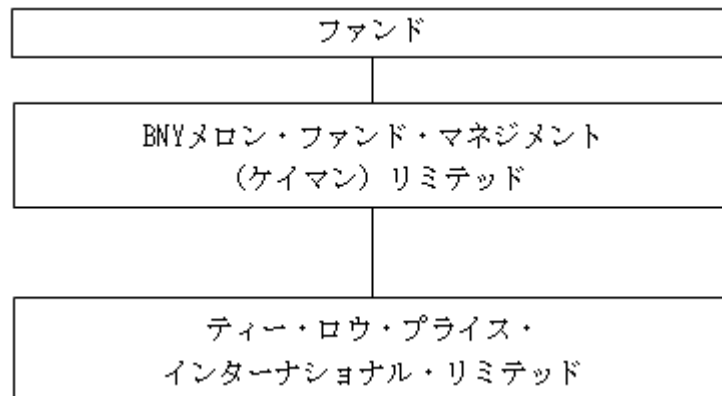 ファンド
BNYメロン・ファンド・マネジメント
（ケイマン）リミテッド
ティー・ロウ・プライス・
インターナショナル・リミテッド